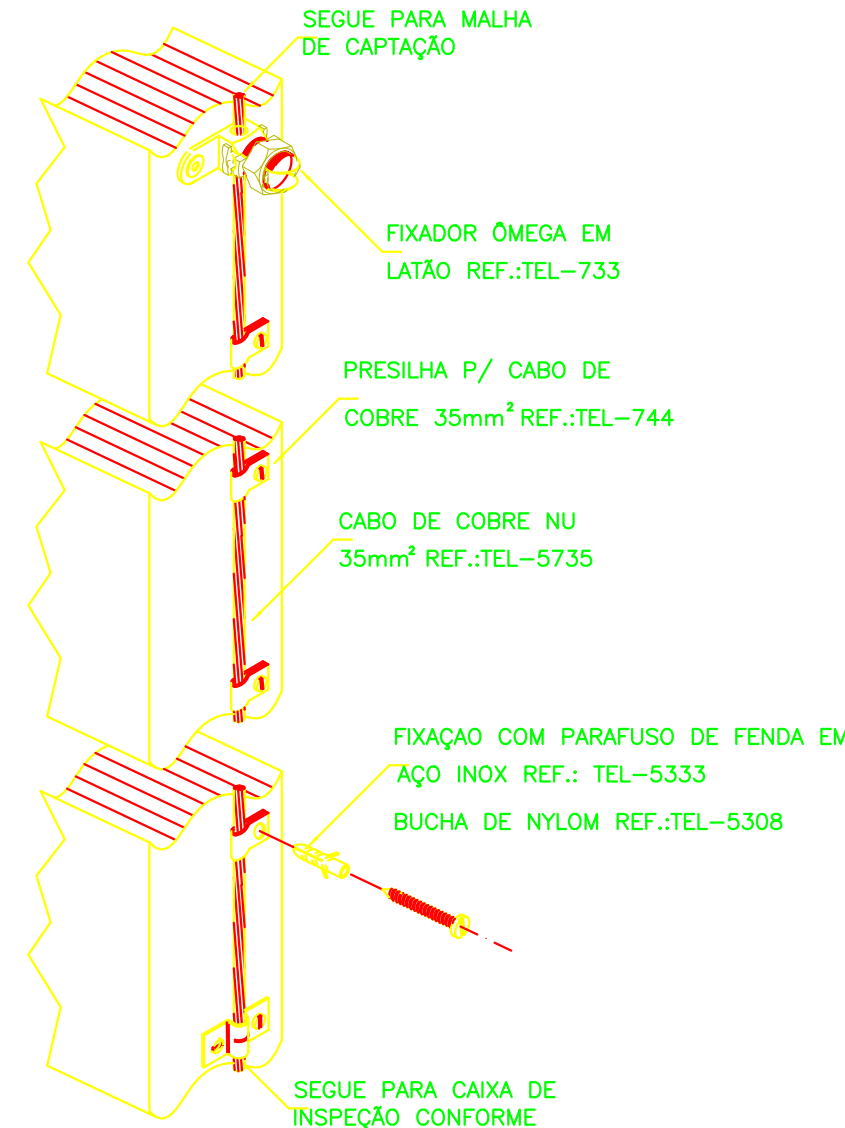 SEGUE PARA MALHA
DE CAPTAÇÃO
FIXADOR ÔMEGA EM
LATÃO REF.:TEL-733
PRESILHA P/ CABO DE
COBRE 35mm² REF.:TEL-744
CABO DE COBRE NU
35mm² REF.:TEL-5735
FIXAÇAO COM PARAFUSO DE FENDA EM
AÇO INOX REF.: TEL-5333
BUCHA DE NYLOM REF.:TEL-5308
SEGUE PARA CAIXA DE
INSPEÇÃO CONFORME